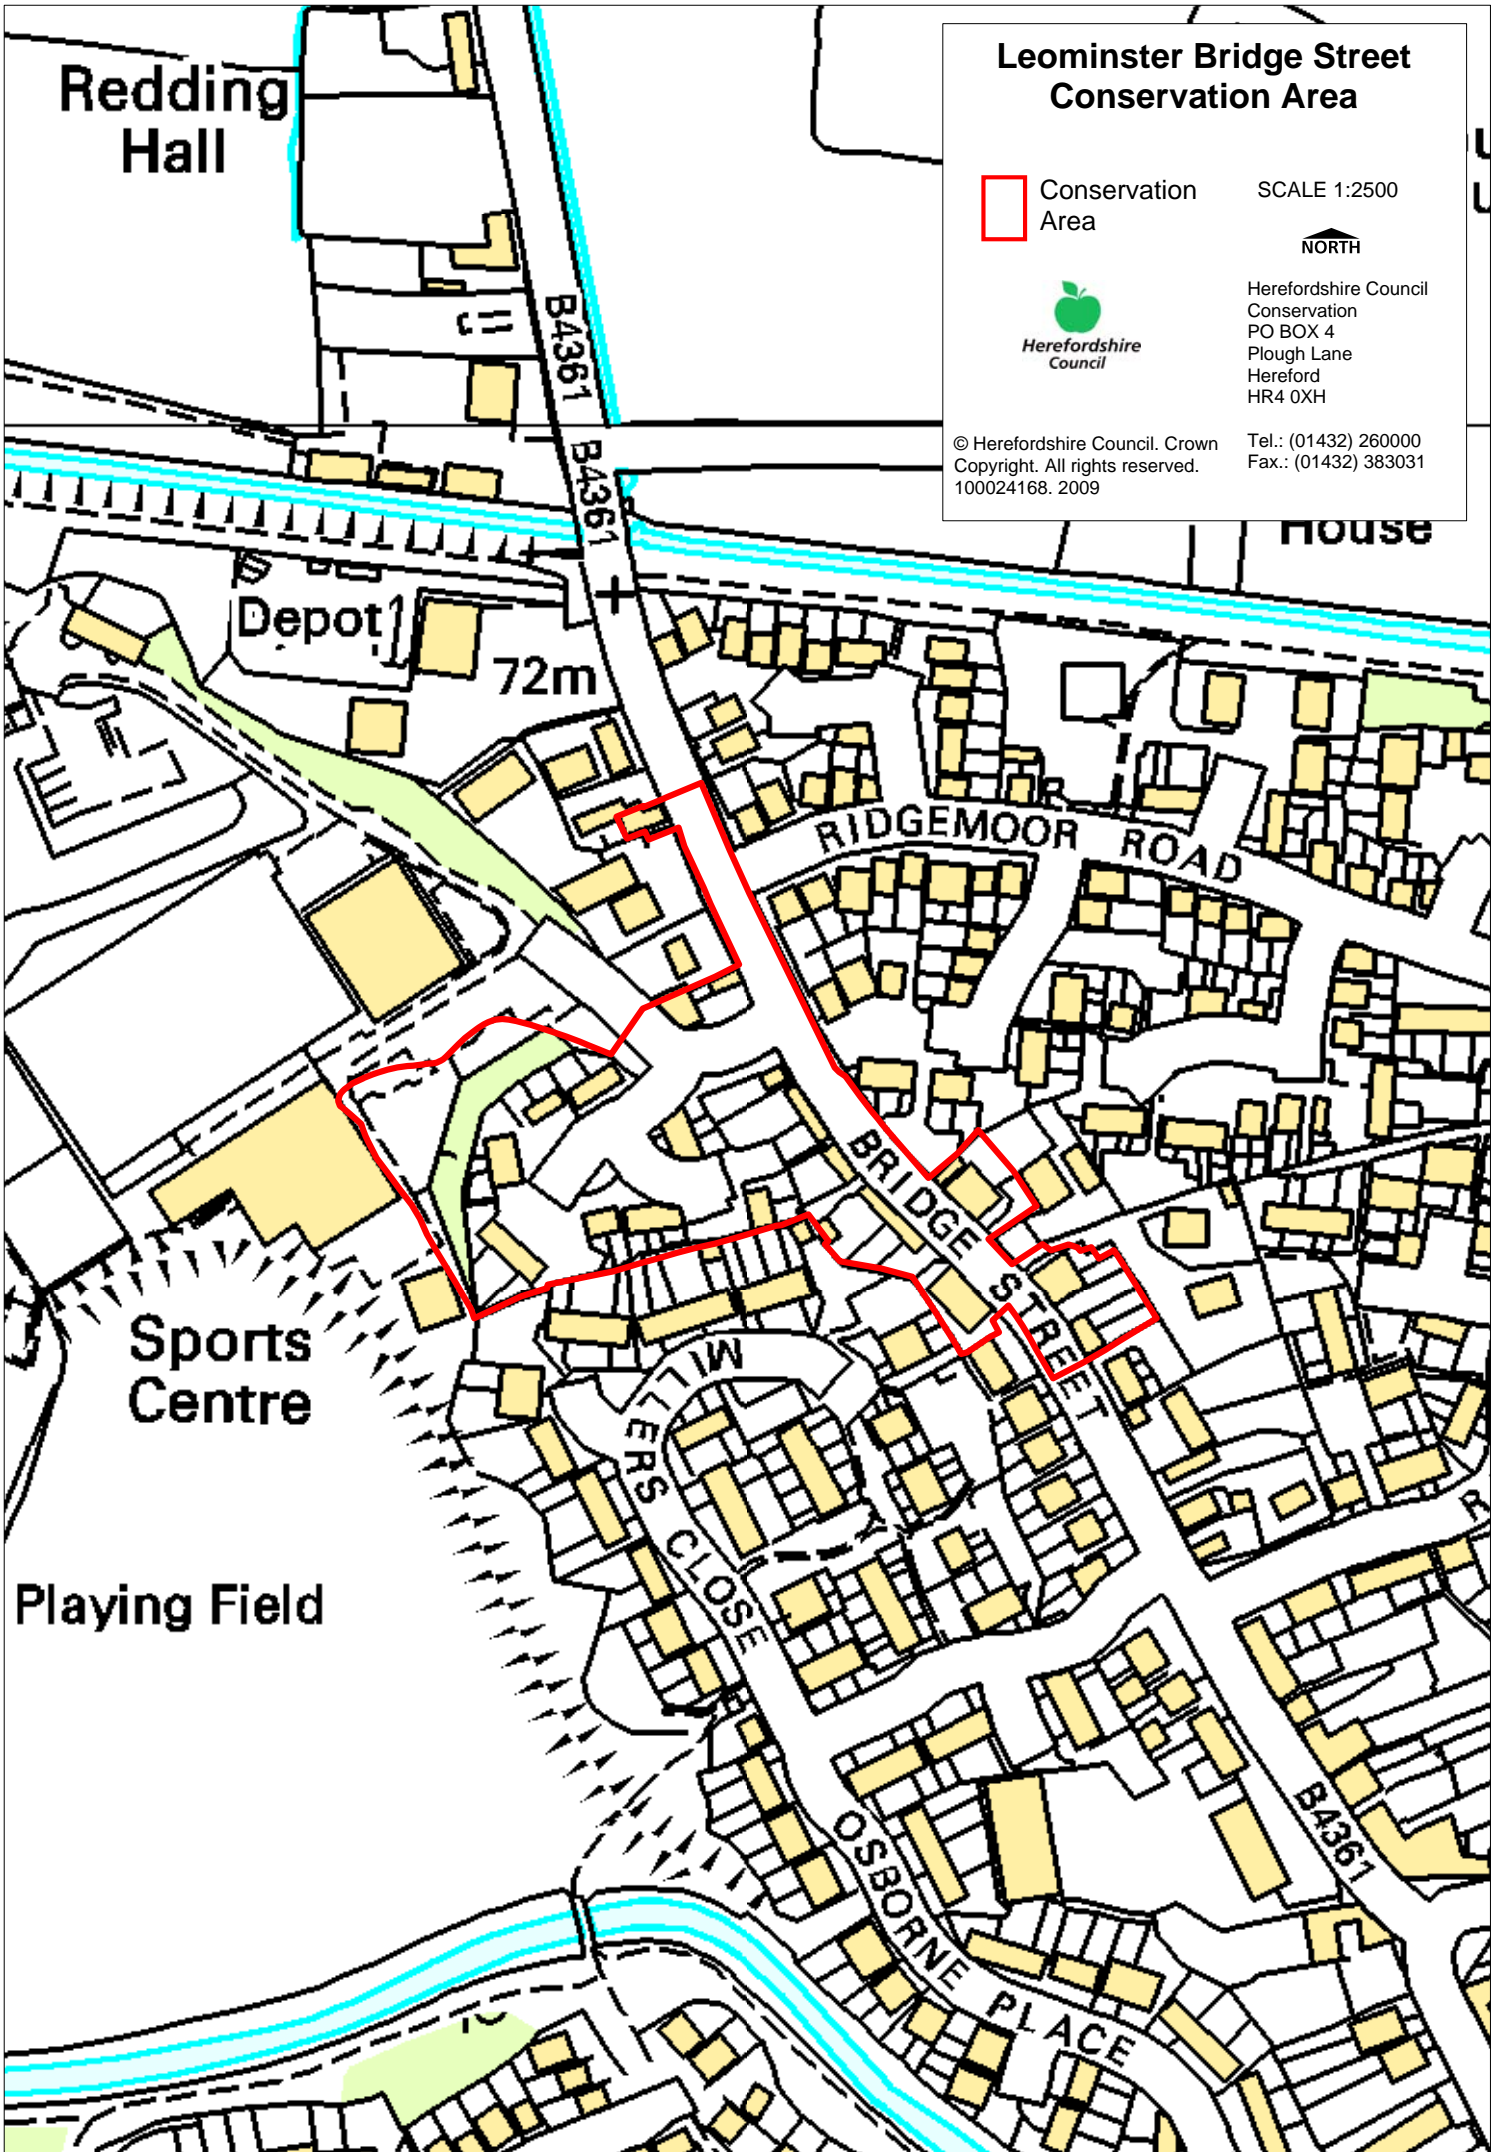 Leominster Bridge Street
Conservation Area
Conservation
Area
SCALE 1:2500
NORTH
Herefordshire
Council
Herefordshire Council
Conservation
PO BOX 4
Plough Lane
Hereford
HR4 0XH
Tel.: (01432) 260000
Fax.: (01432) 383031
© Herefordshire Council. Crown
Copyright. All rights reserved.
100024168. 2009
Redding
Hall
B4361
B4361
House
Depot
72m
RIDGEMOOR ROAD
BRIDGE STREET
Sports
Centre
MILLERS CLOSE
Playing Field
B4361
OSBORNE PLACE